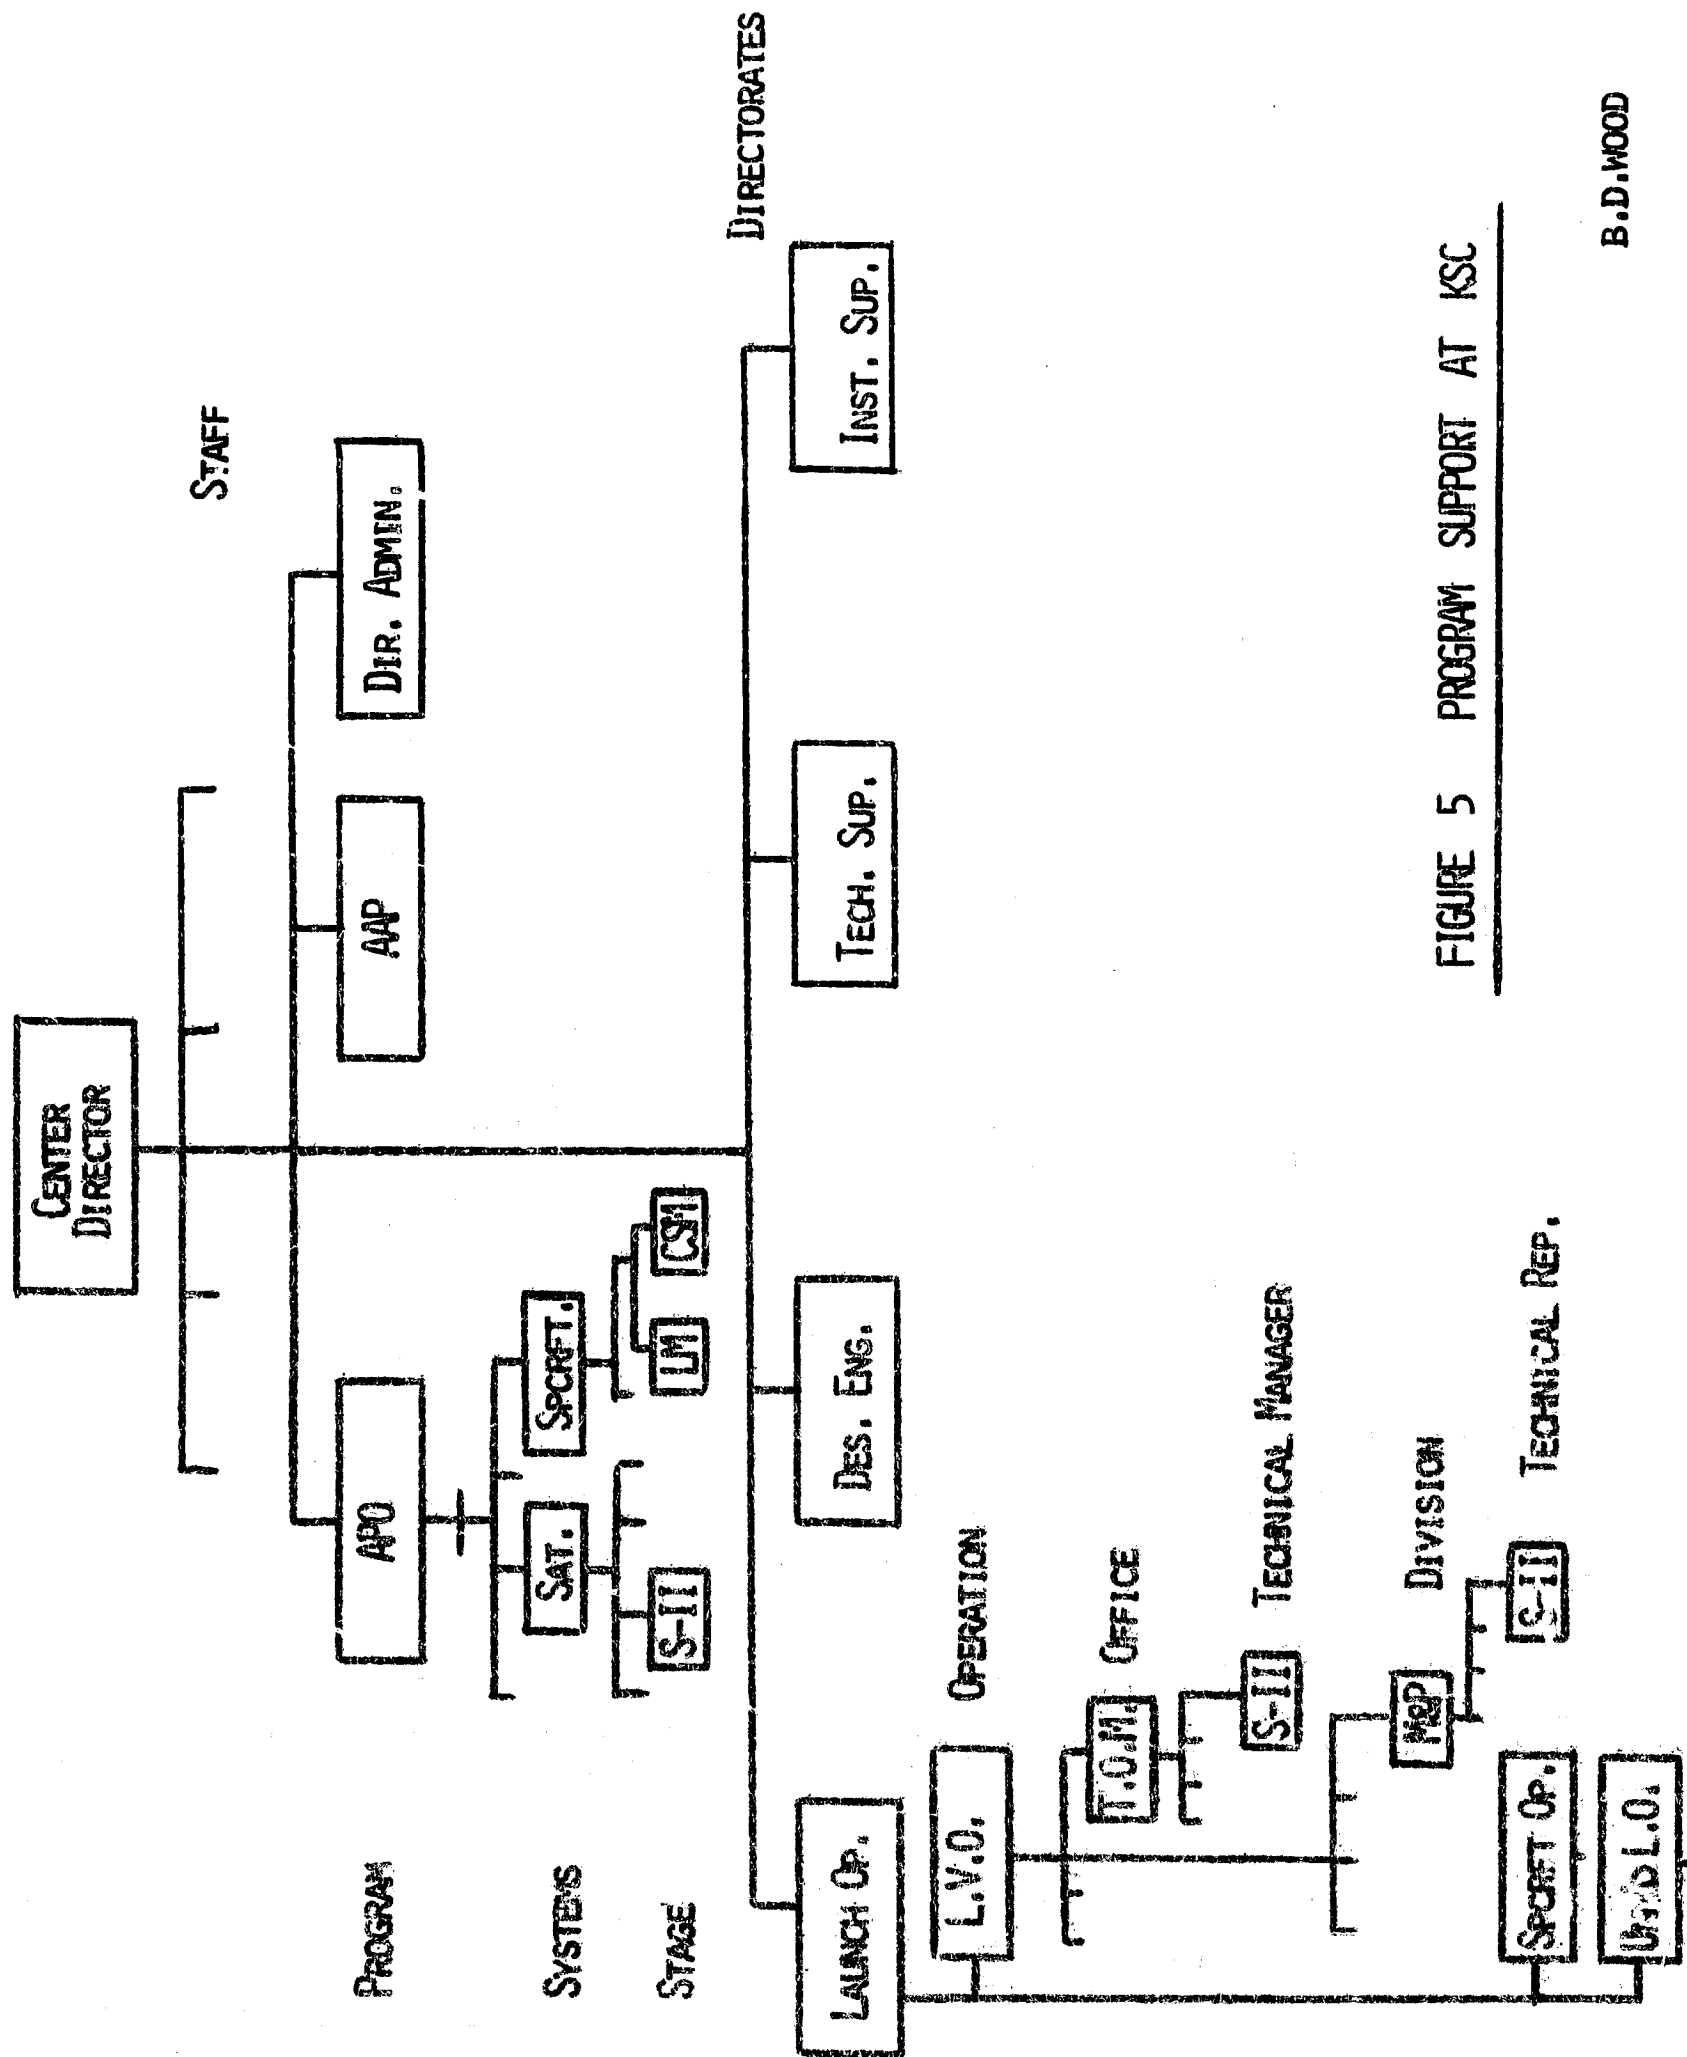 CENTER
DIRECTOR
STAFF
PROGRAM
APO
AAP
DIR. ADMIN.
SYSTEMS
SAT.
SPCRFT.
STAGE
S-II
LM
CSM
DIRECTORATES
LAUNCH OP.
DES. ENG.
TECH. SUP.
INST. SUP.
L.V.O.
OPERATION
T.O.M.
OFFICE
S-II
TECHNICAL MANAGER
M&P
DIVISION
SPCRFT OP.
S-II
TECHNICAL REP.
L.O.
FIGURE 5 PROGRAM SUPPORT AT KSC
B.D.WOOD